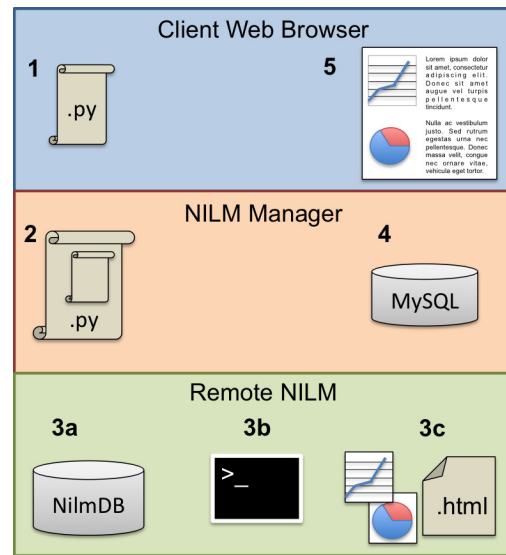 Client Web Browser
1
.py
5
Lorem ipsum dolor
sit amet, consectetur
adipiscing elit.
Donec sit amet
augue vel turpis
pellentesque
tincidunt.
Nulla ac vestibulum
justo. Sed rutrum
egestas urna nec
pellentesque. Donec
massa velit, congue
nec ornare vitae,
vehicula eget tortor.
NILM Manager
2
.py
4
MySQL
Remote NILM
3a
NilmDB
3b
>_
3c
.html